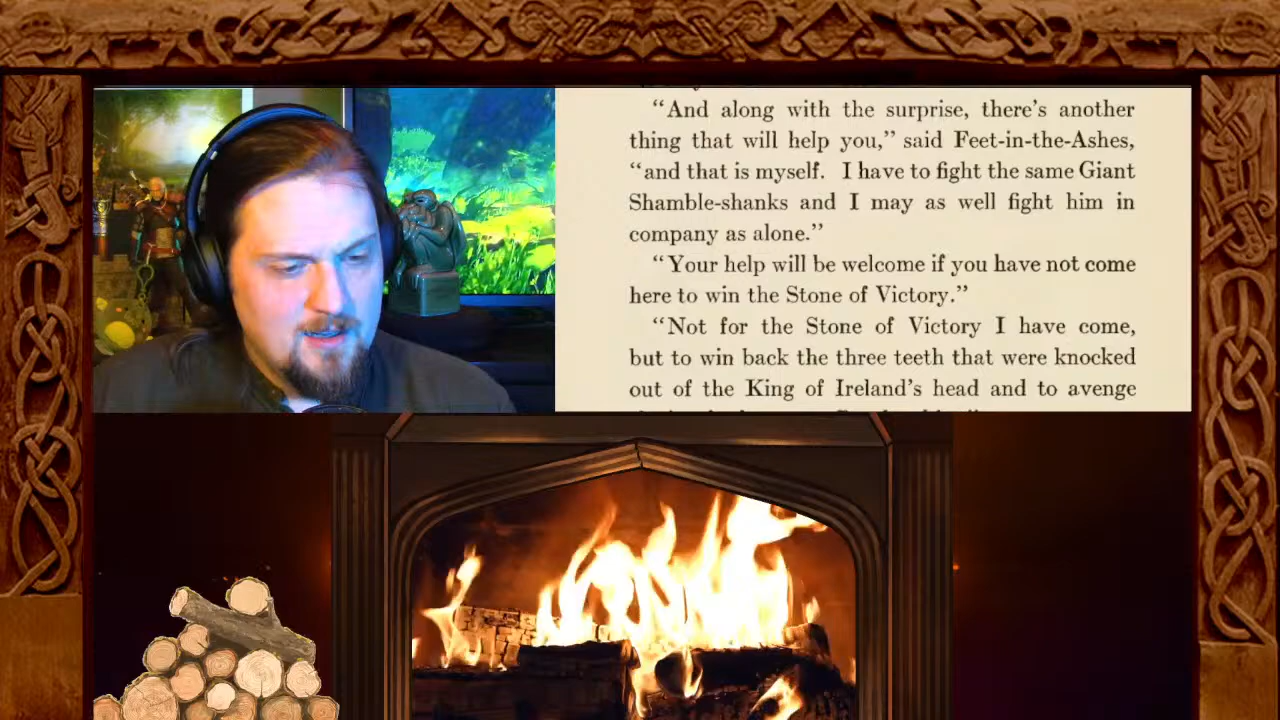 “And along with the surprise, there’s another
thing that will help you,” said Feet-in-the-Ashes,
“and that is myself. I have to fight the same Giant
Shamble-shanks and I may as well fight him in
company as alone.”
“Your help will be welcome if you have not come
here to win the Stone of Victory.”
“Not for the Stone of Victory I have come,
but to win back the three teeth that were knocked
out of the King of Ireland’s head and to avenge